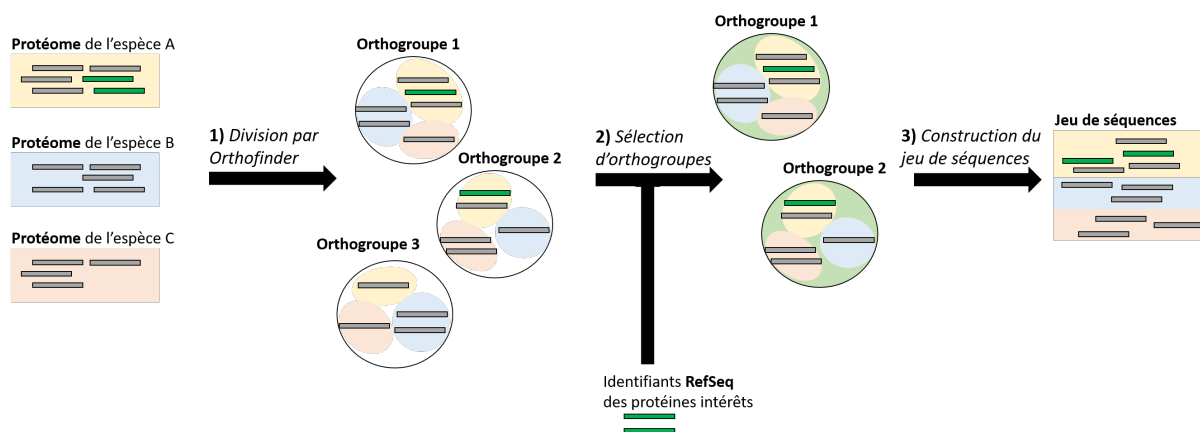 Protéome de l'espèce A
Protéome de l'espèce B
Protéome de l'espèce C
1) Division par
Orthofinder
Orthogroupe 1
Orthogroupe 2
Orthogroupe 3
2) Sélection
d'orthogroupes
Identifiants RefSeq
des protéines intérêts
Orthogroupe 1
Orthogroupe 2
3) Construction du
jeu de séquences
Jeu de séquences